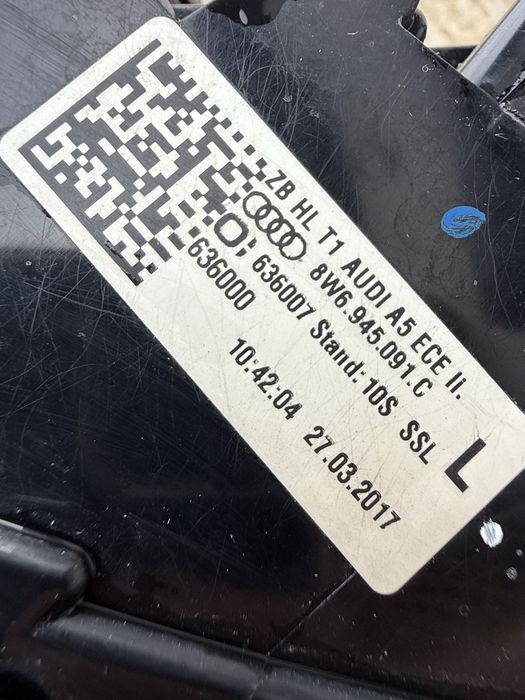 ZB HL T1 AUDI A5 ECE II.
8W6.945.091.C
636007 Stand: 10S SSL L
636000
10:42:04 27.03.2017